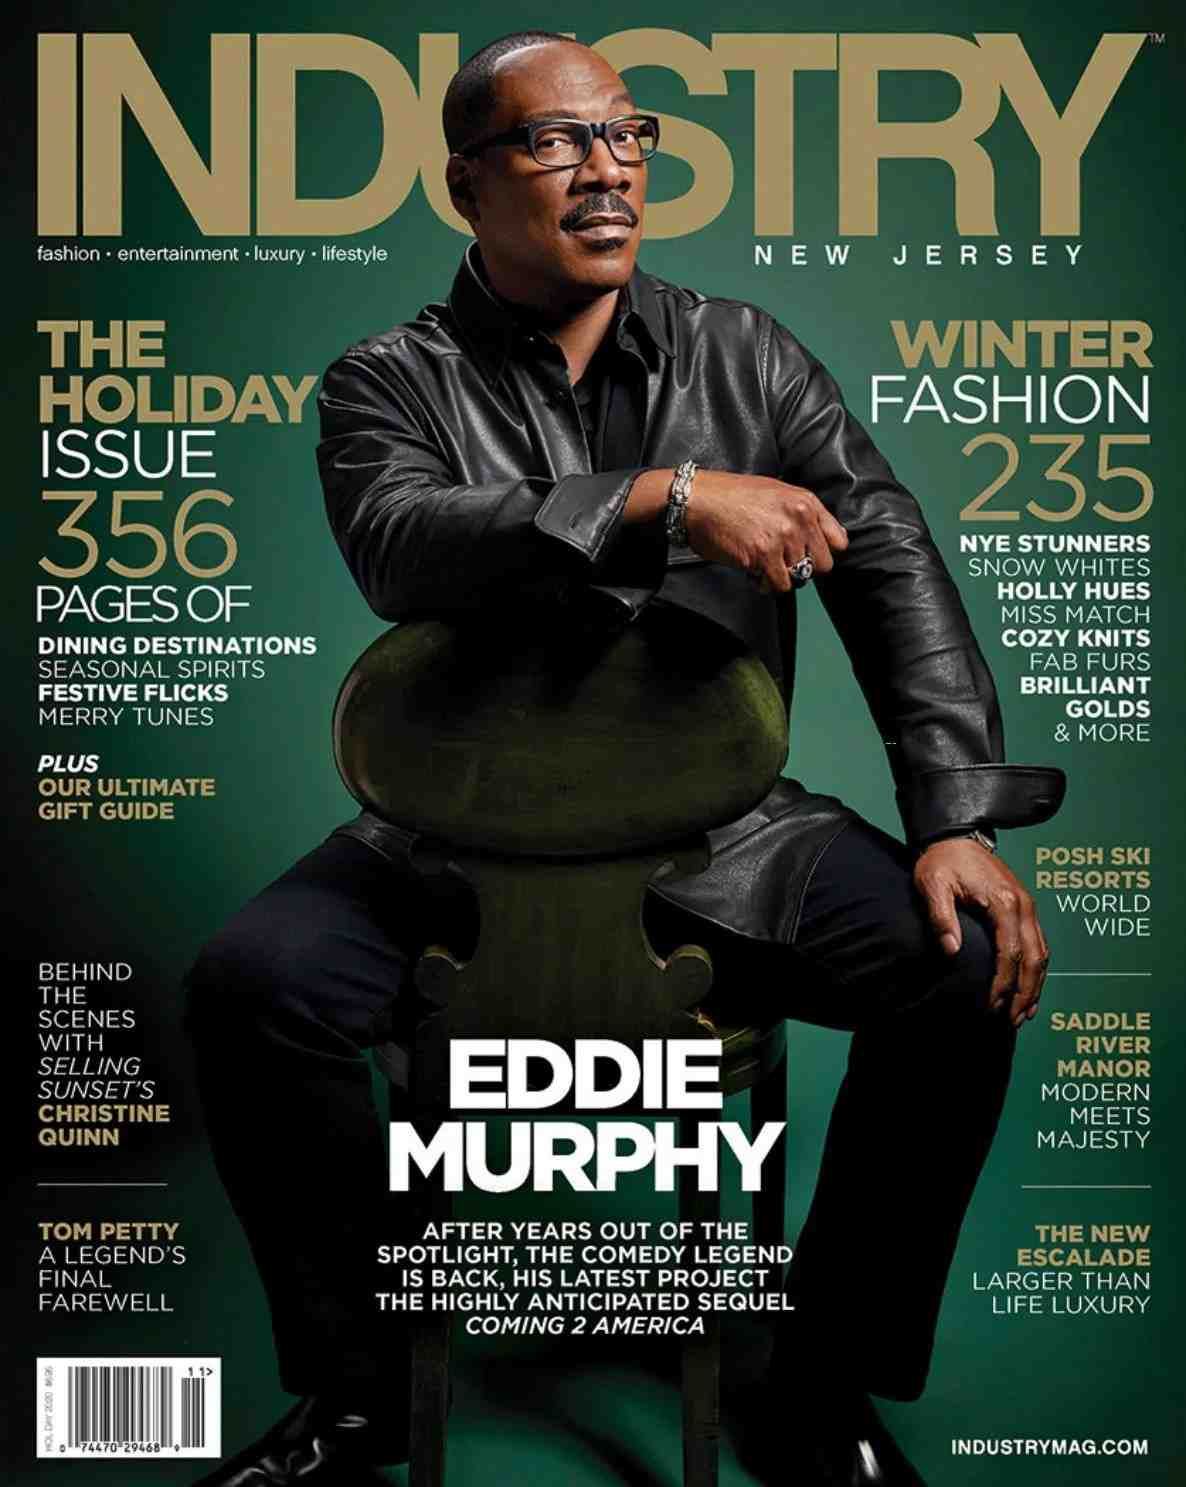 INDUSTRY™
fashion • entertainment • luxury • lifestyle
NEW JERSEY
THE
HOLIDAY
ISSUE
356
PAGES OF
DINING DESTINATIONS
SEASONAL SPIRITS
FESTIVE FLICKS
MERRY TUNES
PLUS
OUR ULTIMATE
GIFT GUIDE
BEHIND
THE
SCENES
WITH
SELLING
SUNSET'S
CHRISTINE
QUINN
TOM PETTY
A LEGEND'S
FINAL
FAREWELL
WINTER
FASHION
235
NYE STUNNERS
SNOW WHITES
HOLLY HUES
MISS MATCH
COZY KNITS
FAB FURS
BRILLIANT
GOLDS
& MORE
POSH SKI
RESORTS
WORLD
WIDE
SADDLE
RIVER
MANOR
MODERN
MEETS
MAJESTY
THE NEW
ESCALADE
LARGER THAN
LIFE LUXURY
EDDIE
MURPHY
AFTER YEARS OUT OF THE
SPOTLIGHT, THE COMEDY LEGEND
IS BACK, HIS LATEST PROJECT
THE HIGHLY ANTICIPATED SEQUEL
COMING 2 AMERICA
11>
0 74470 29468 9
INDUSTRYMAG.COM